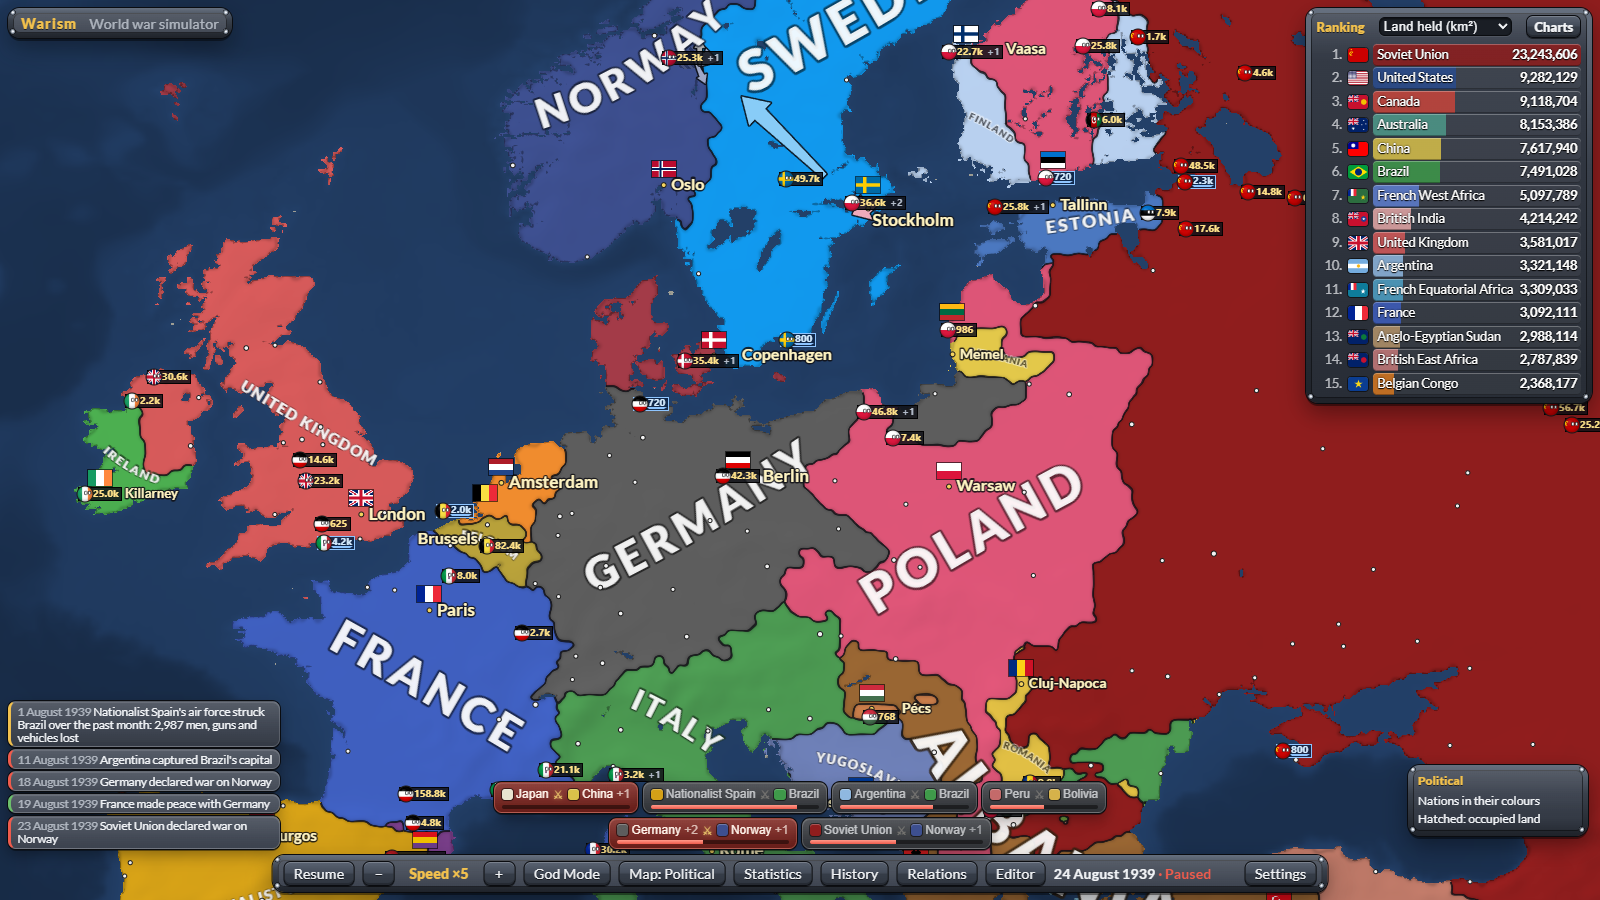 Warism World war simulator
Ranking Land held (km²) Charts
1. Soviet Union 23,243,606
2. United States 9,282,129
3. Canada 9,118,704
4. Australia 8,153,386
5. China 7,617,940
6. Brazil 7,491,028
7. French West Africa 5,097,789
8. British India 4,214,242
9. United Kingdom 3,581,017
10. Argentina 3,321,148
11. French Equatorial Africa 3,309,033
12. France 3,092,111
13. Anglo-Egyptian Sudan 2,988,114
14. British East Africa 2,787,839
15. Belgian Congo 2,368,177
NORWAY
SWED
FINLAND
ESTONIA
UNITED KINGDOM
IRELAND
GERMANY
POLAND
FRANCE
ITALY
YUGOSLAV
ROMANIA
Vaasa
Oslo
Stockholm
Tallinn
Copenhagen
Memel
Killarney
London
Amsterdam
Brussels
Berlin
Warsaw
Paris
Cluj-Napoca
Pécs
urgos
8.1k
1.7k
25.3k +1
22.7k +1
25.8k
4.6k
6.0k
48.5k
720
2.3k
49.7k
14.8k
36.6k +2
25.8k +1
7.9k
17.6k
986
800
35.4k +1
30.6k
2.2k
720
46.8k +1
56.7k
25.2
7.4k
14.6k
23.2k
42.3k
25.0k
2.0k
625
4.2k
82.4k
8.0k
2.7k
768
800
21.1k
3.2k +1
158.8k
4.8k
1 August 1939 Nationalist Spain's air force struck
Brazil over the past month: 2,987 men, guns and
vehicles lost
11 August 1939 Argentina captured Brazil's capital
18 August 1939 Germany declared war on Norway
19 August 1939 France made peace with Germany
23 August 1939 Soviet Union declared war on
Norway
Japan China +1
Nationalist Spain Brazil
Argentina Brazil
Peru Bolivia
Germany +2 Norway +1
Soviet Union Norway +1
Political
Nations in their colours
Hatched: occupied land
Resume − Speed ×5 + God Mode Map: Political Statistics History Relations Editor 24 August 1939 · Paused Settings